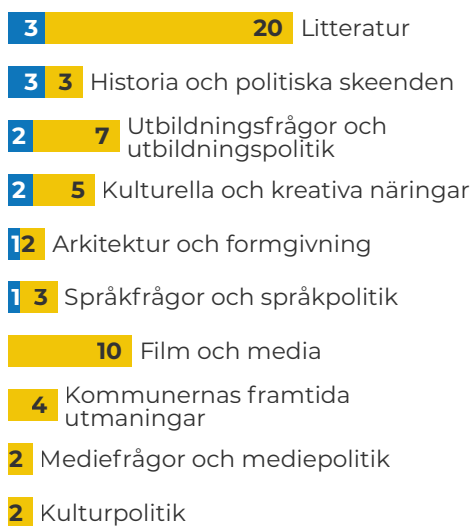 3 20 Litteratur
3 3 Historia och politiska skeenden
2 7 Utbildningsfrågor och
utbildningspolitik
2 5 Kulturella och kreativa näringar
1 2 Arkitektur och formgivning
1 3 Språkfrågor och språkpolitik
10 Film och media
4 Kommunernas framtida
utmaningar
2 Mediefrågor och mediepolitik
2 Kulturpolitik